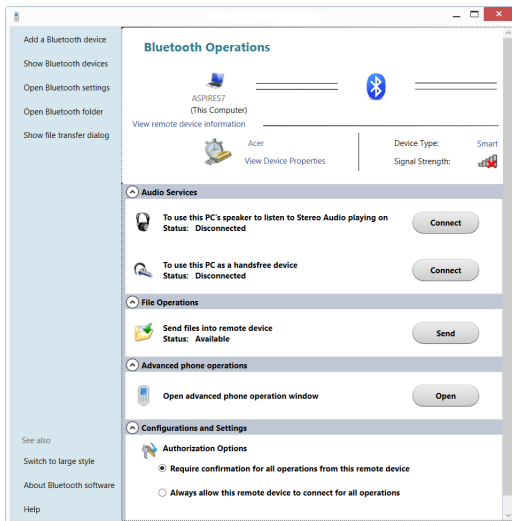 Add a Bluetooth device
Show Bluetooth devices
Open Bluetooth settings
Open Bluetooth folder
Show file transfer dialog
Bluetooth Operations
ASPIRES7
(This Computer)
View remote device information
Acer
View Device Properties
Device Type: Smart
Signal Strength:
Audio Services
To use this PC's speaker to listen to Stereo Audio playing on
Status: Disconnected
Connect
To use this PC as a handsfree device
Status: Disconnected
Connect
File Operations
Send files into remote device
Status: Available
Send
Advanced phone operations
Open advanced phone operation window
Open
Configurations and Settings
Authorization Options
Require confirmation for all operations from this remote device
Always allow this remote device to connect for all operations
See also
Switch to large style
About Bluetooth software
Help